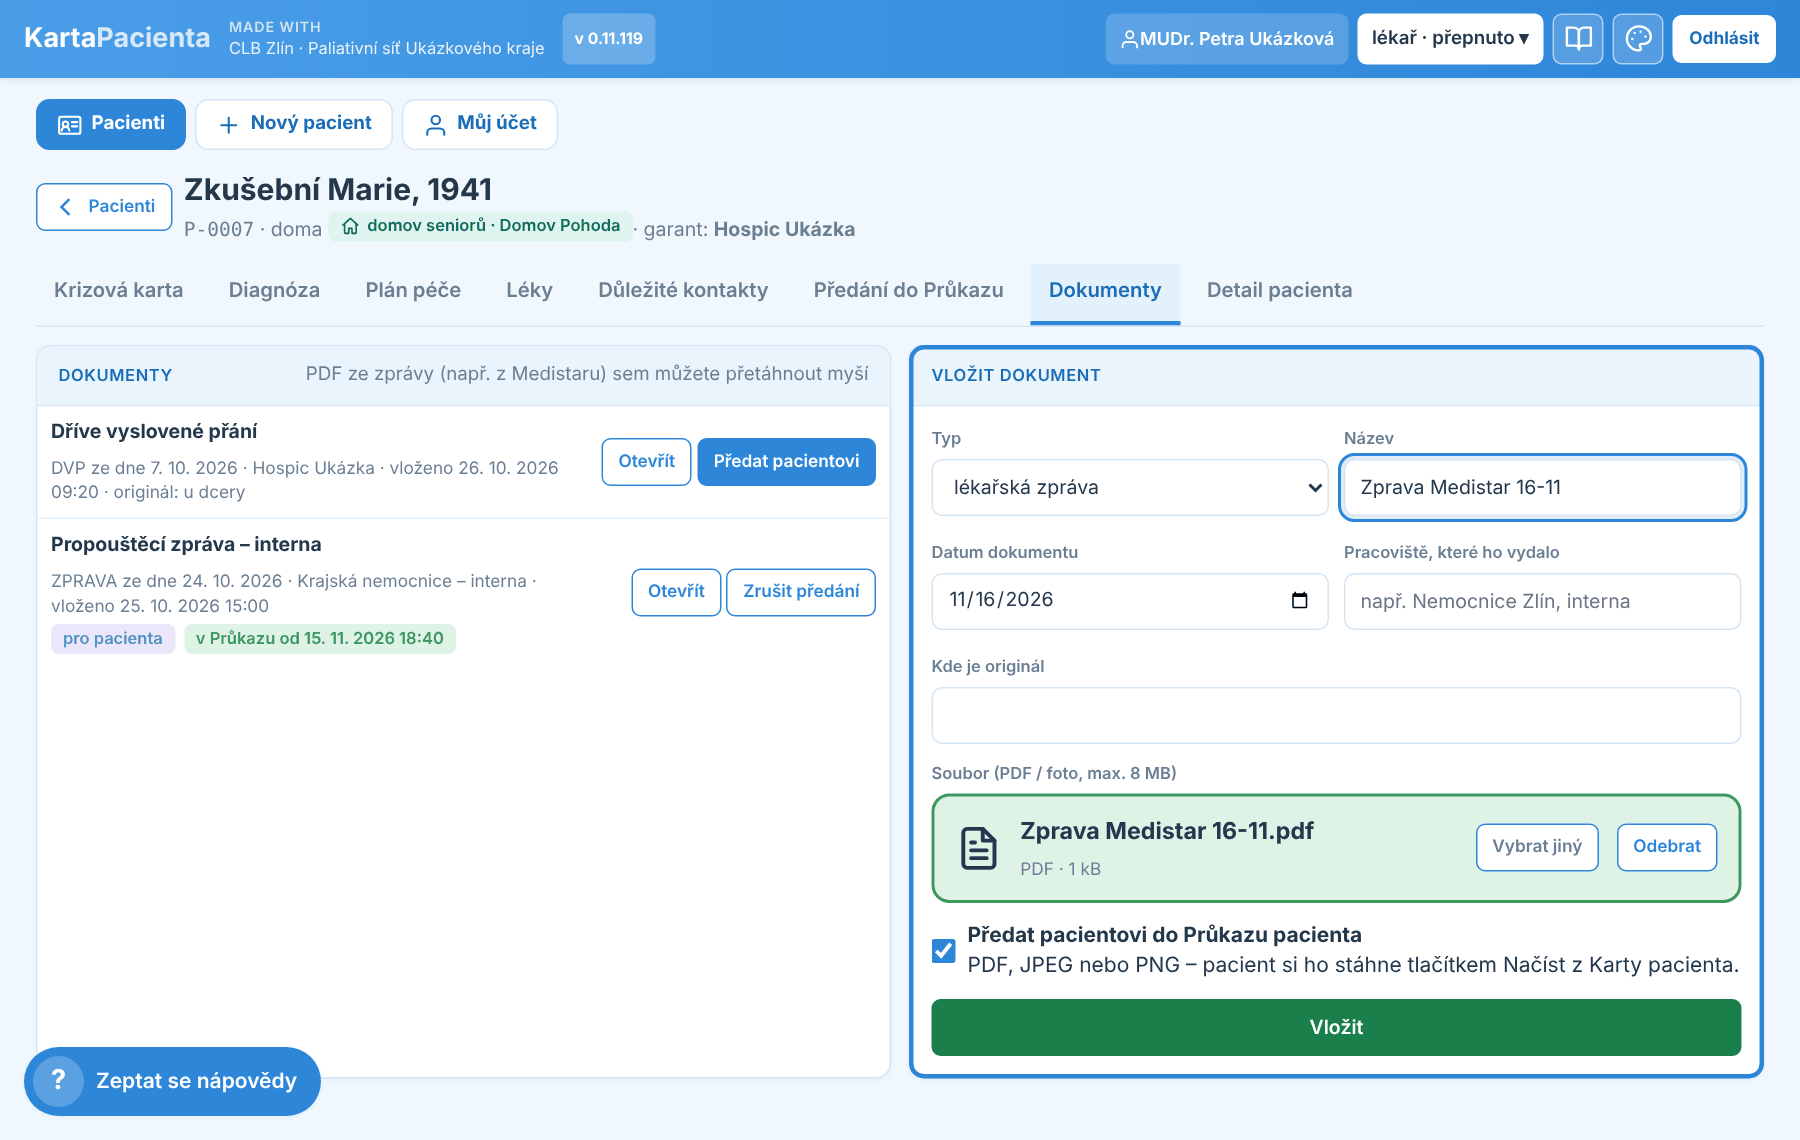 KartaPacienta
MADE WITH
CLB Zlín · Paliativní síť Ukázkového kraje
v 0.11.119
MUDr. Petra Ukázková
lékař · přepnuto ▾
Odhlásit
Pacienti
Nový pacient
Můj účet
Pacienti
Zkušební Marie, 1941
P-0007 · doma domov seniorů · Domov Pohoda · garant: Hospic Ukázka
Krizová karta
Diagnóza
Plán péče
Léky
Důležité kontakty
Předání do Průkazu
Dokumenty
Detail pacienta
DOKUMENTY
PDF ze zprávy (např. z Medistaru) sem můžete přetáhnout myší
Dříve vyslovené přání
DVP ze dne 7. 10. 2026 · Hospic Ukázka · vloženo 26. 10. 2026
09:20 · originál: u dcery
Otevřít
Předat pacientovi
Propouštěcí zpráva – interna
ZPRAVA ze dne 24. 10. 2026 · Krajská nemocnice – interna ·
vloženo 25. 10. 2026 15:00
pro pacienta
v Průkazu od 15. 11. 2026 18:40
Otevřít
Zrušit předání
VLOŽIT DOKUMENT
Typ
lékařská zpráva
Název
Zprava Medistar 16-11
Datum dokumentu
11/16/2026
Pracoviště, které ho vydalo
např. Nemocnice Zlín, interna
Kde je originál
Soubor (PDF / foto, max. 8 MB)
Zprava Medistar 16-11.pdf
PDF · 1 kB
Vybrat jiný
Odebrat
Předat pacientovi do Průkazu pacienta
PDF, JPEG nebo PNG – pacient si ho stáhne tlačítkem Načíst z Karty pacienta.
Vložit
? Zeptat se nápovědy